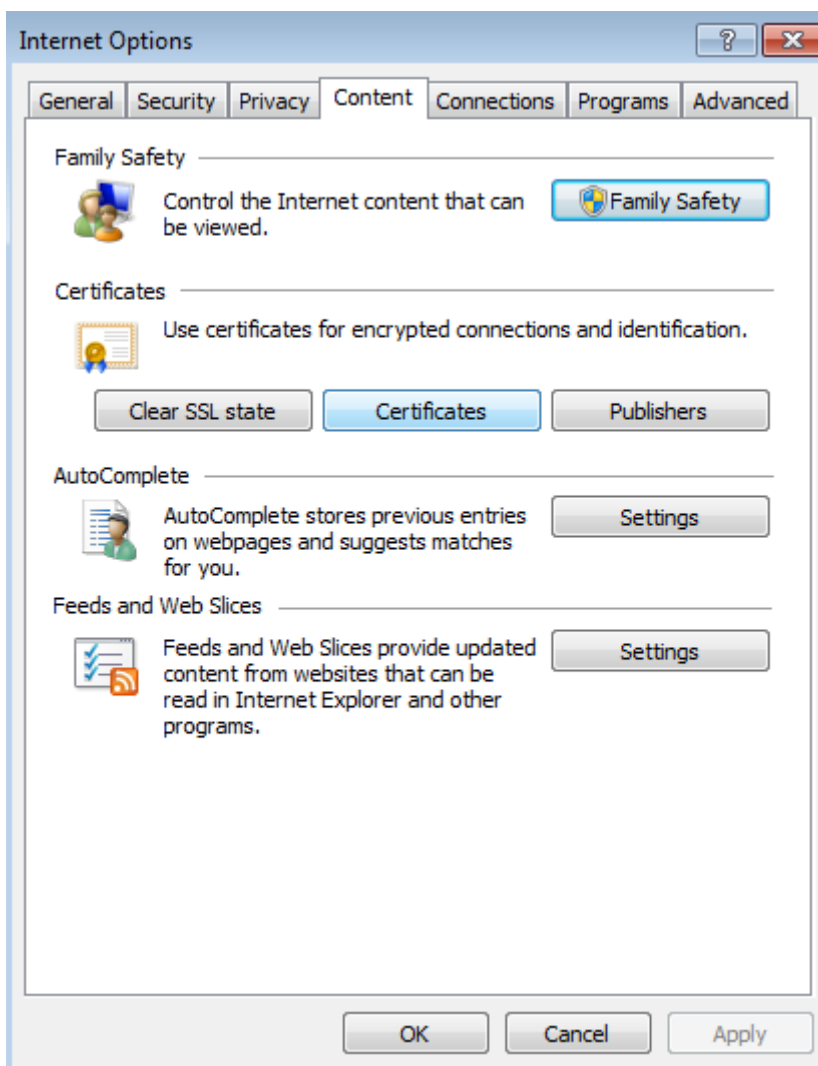 Internet Options
General Security Privacy Content Connections Programs Advanced
Family Safety
Control the Internet content that can
be viewed.
Family Safety
Certificates
Use certificates for encrypted connections and identification.
Clear SSL state Certificates Publishers
AutoComplete
AutoComplete stores previous entries
on webpages and suggests matches
for you.
Settings
Feeds and Web Slices
Feeds and Web Slices provide updated
content from websites that can be
read in Internet Explorer and other
programs.
Settings
OK Cancel Apply